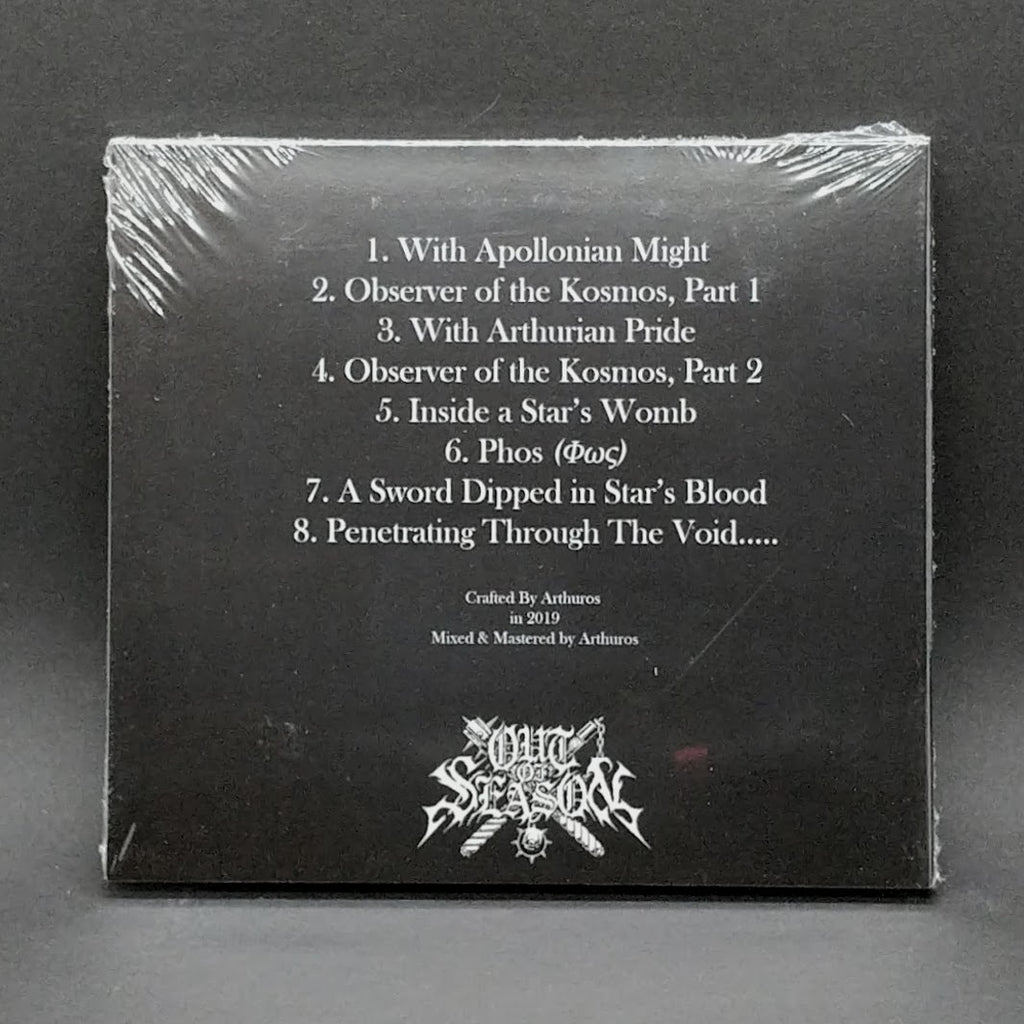 1. With Apollonian Might
2. Observer of the Kosmos, Part 1
3. With Arthurian Pride
4. Observer of the Kosmos, Part 2
5. Inside a Star's Womb
6. Phos (Φως)
7. A Sword Dipped in Star's Blood
8. Penetrating Through The Void.....
Crafted By Arthuros
in 2019
Mixed & Mastered by Arthuros
OUT
OF
SEASON